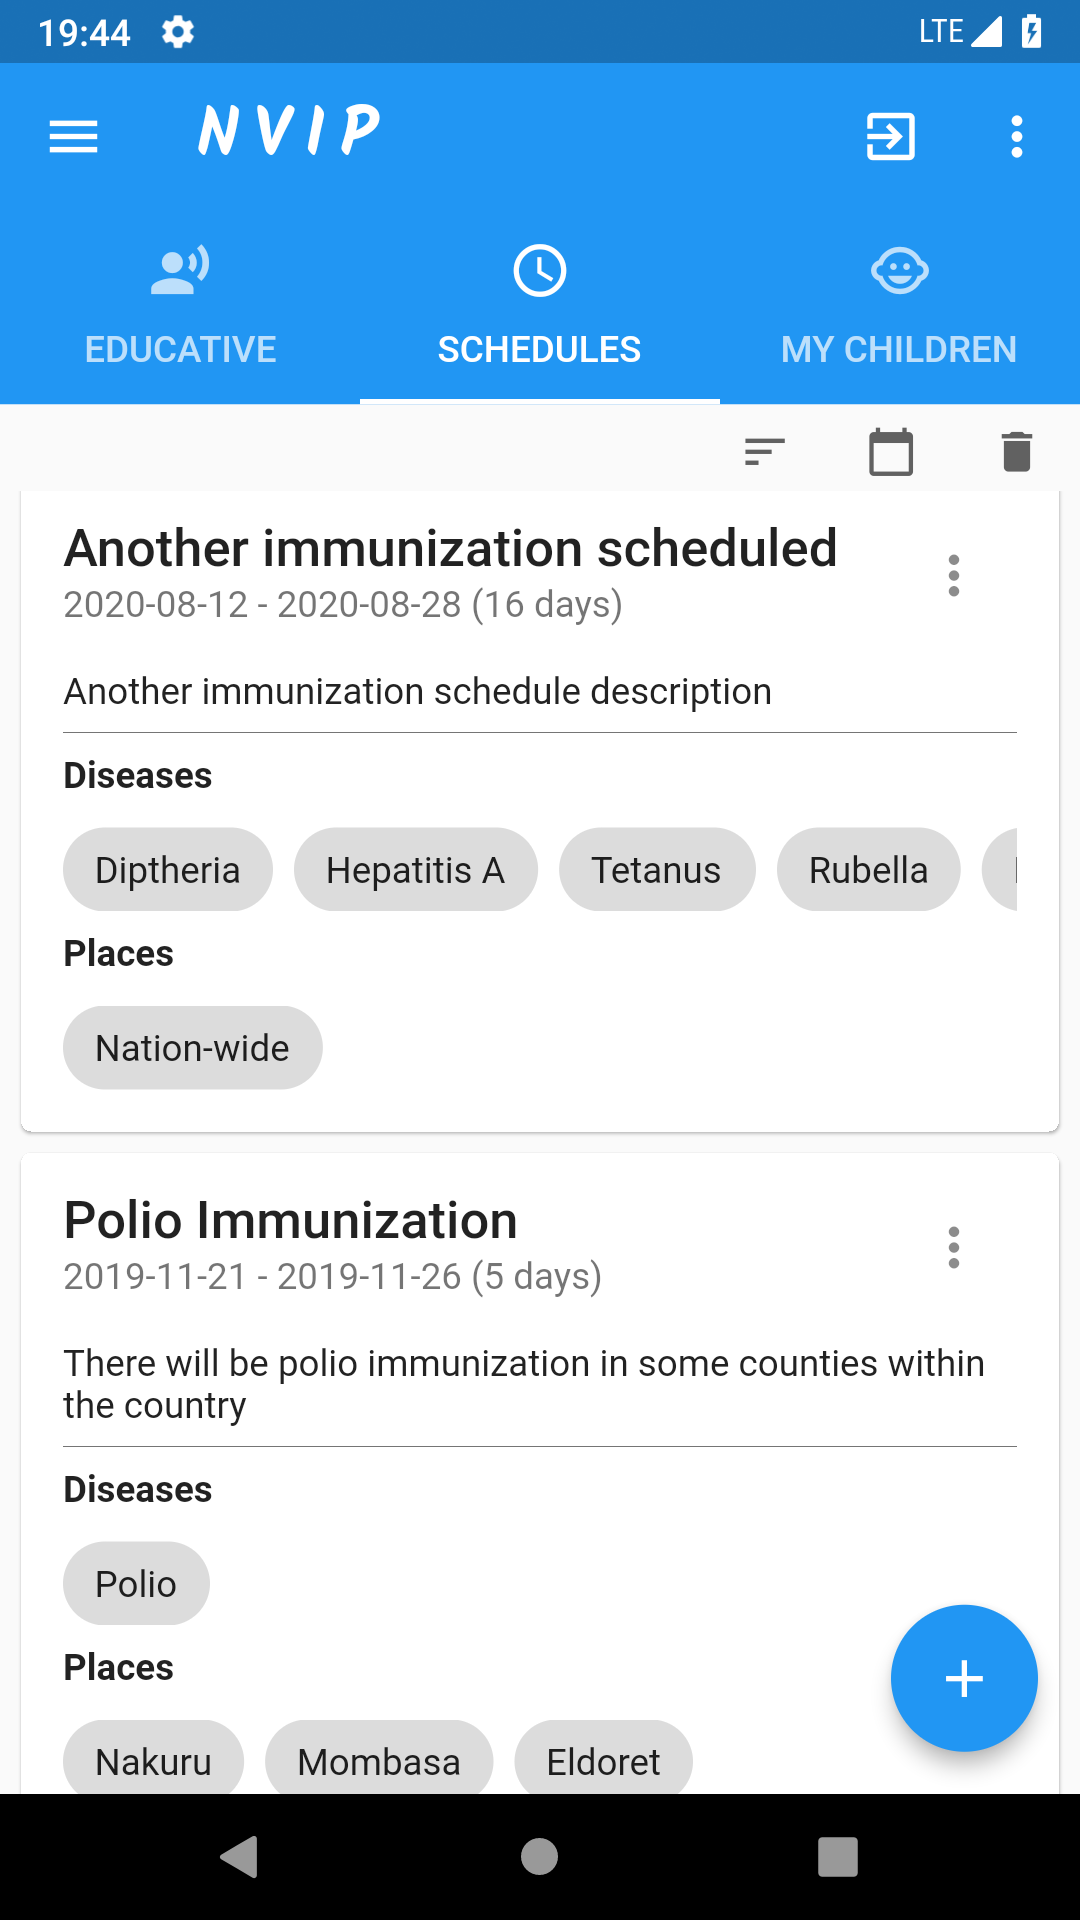 19:44 LTE
NVIP
EDUCATIVE SCHEDULES MY CHILDREN
Another immunization scheduled
2020-08-12 - 2020-08-28 (16 days)
Another immunization schedule description
Diseases
Diptheria Hepatitis A Tetanus Rubella
Places
Nation-wide
Polio Immunization
2019-11-21 - 2019-11-26 (5 days)
There will be polio immunization in some counties within
the country
Diseases
Polio
Places
Nakuru Mombasa Eldoret